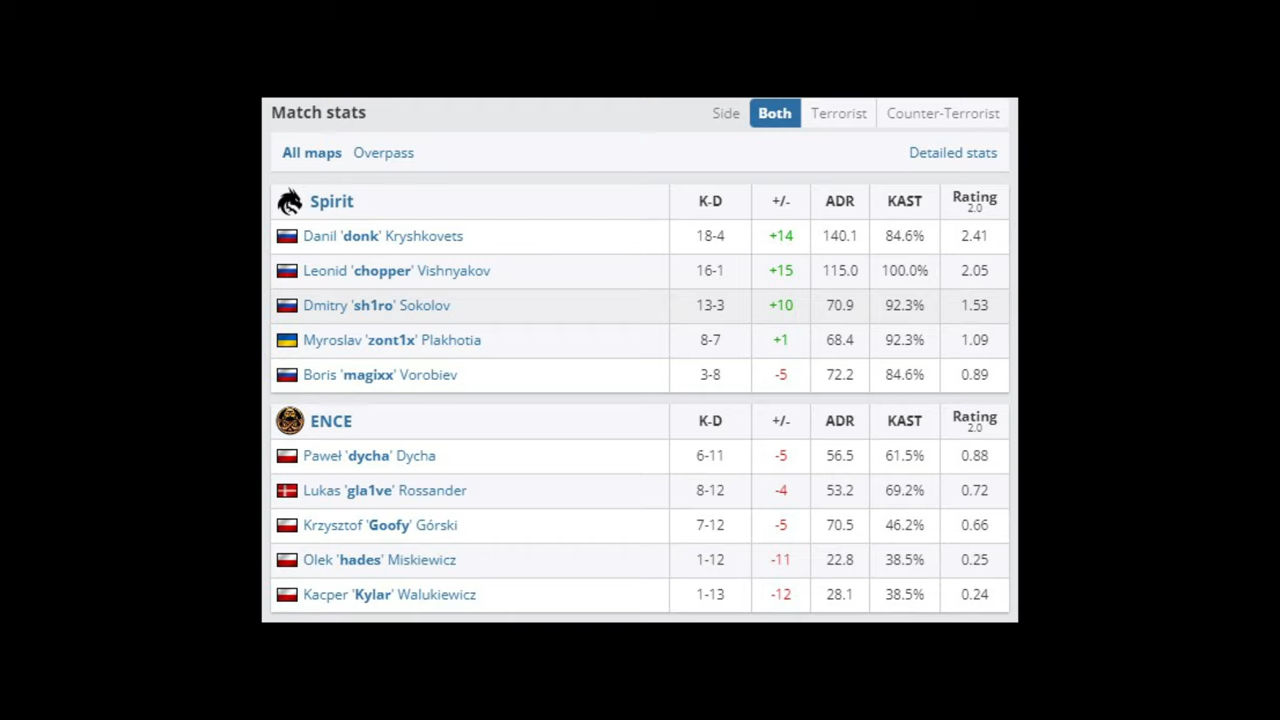 Match stats Side Both Terrorist Counter-Terrorist
All maps Overpass Detailed stats
Spirit K-D +/- ADR KAST Rating 2.0
Danil 'donk' Kryshkovets 18-4 +14 140.1 84.6% 2.41
Leonid 'chopper' Vishnyakov 16-1 +15 115.0 100.0% 2.05
Dmitry 'sh1ro' Sokolov 13-3 +10 70.9 92.3% 1.53
Myroslav 'zont1x' Plakhotia 8-7 +1 68.4 92.3% 1.09
Boris 'magixx' Vorobiev 3-8 -5 72.2 84.6% 0.89
ENCE K-D +/- ADR KAST Rating 2.0
Paweł 'dycha' Dycha 6-11 -5 56.5 61.5% 0.88
Lukas 'gla1ve' Rossander 8-12 -4 53.2 69.2% 0.72
Krzysztof 'Goofy' Górski 7-12 -5 70.5 46.2% 0.66
Olek 'hades' Miskiewicz 1-12 -11 22.8 38.5% 0.25
Kacper 'Kylar' Walukiewicz 1-13 -12 28.1 38.5% 0.24